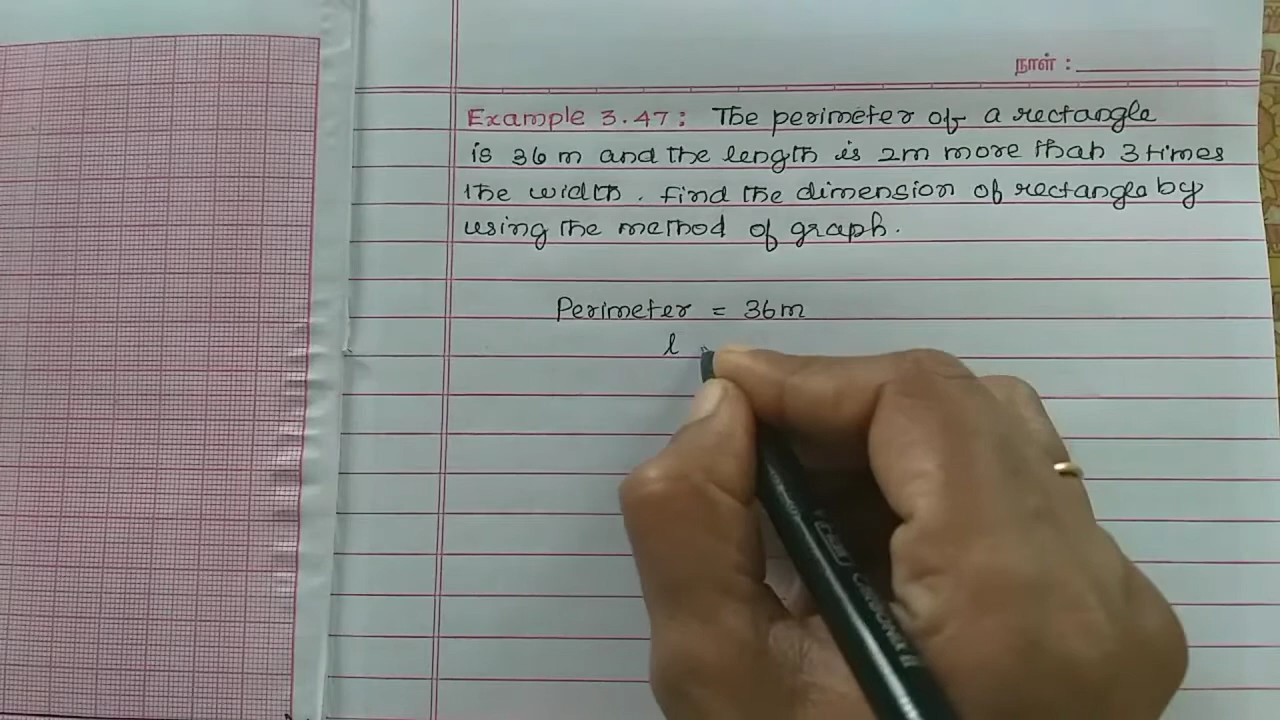 நாள் :
Example 3.47: The perimeter of a rectangle
is 36 m and the length is 2m more than 3 times
the width. find the dimension of rectangle by
using the method of graph.
Perimeter = 36m
l